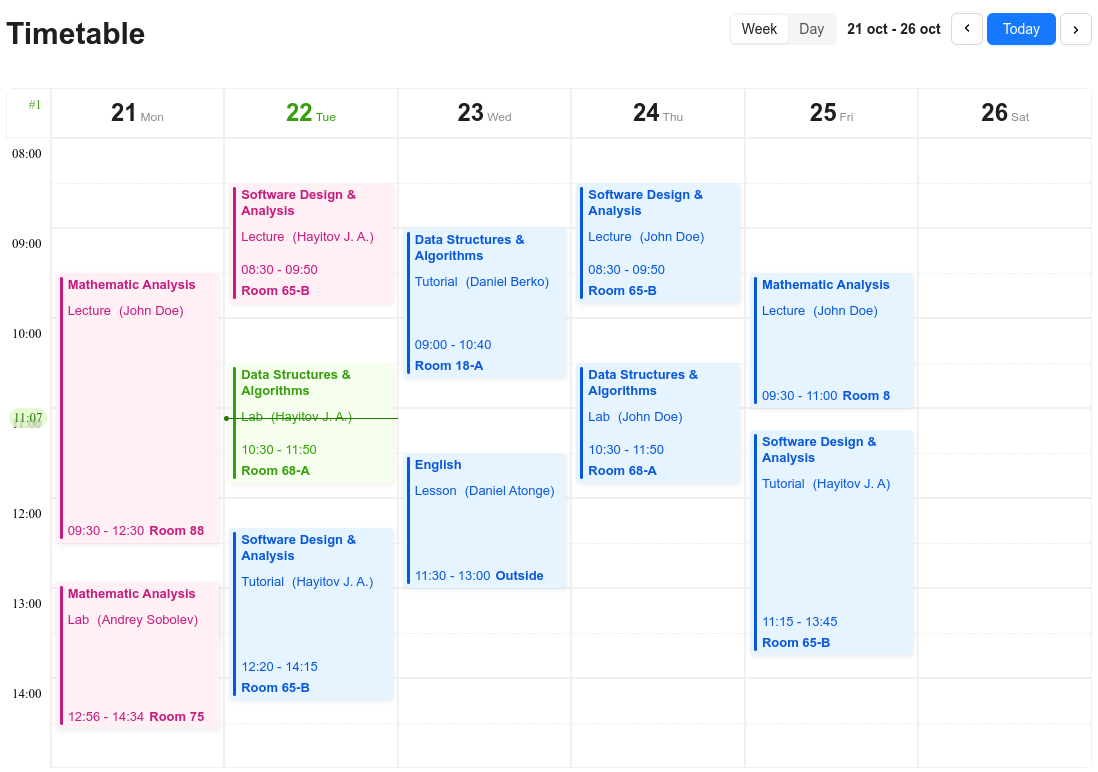 Timetable
Week Day 21 oct - 26 oct Today
#1
21 Mon
22 Tue
23 Wed
24 Thu
25 Fri
26 Sat
08:00
09:00
10:00
11:07
11:00
12:00
13:00
14:00
Mathematic Analysis
Lecture (John Doe)
09:30 - 12:30 Room 88
Mathematic Analysis
Lab (Andrey Sobolev)
12:56 - 14:34 Room 75
Software Design &
Analysis
Lecture (Hayitov J. A.)
08:30 - 09:50
Room 65-B
Data Structures &
Algorithms
Lab (Hayitov J. A.)
10:30 - 11:50
Room 68-A
Software Design &
Analysis
Tutorial (Hayitov J. A.)
12:20 - 14:15
Room 65-B
Data Structures &
Algorithms
Tutorial (Daniel Berko)
09:00 - 10:40
Room 18-A
English
Lesson (Daniel Atonge)
11:30 - 13:00 Outside
Software Design &
Analysis
Lecture (John Doe)
08:30 - 09:50
Room 65-B
Data Structures &
Algorithms
Lab (John Doe)
10:30 - 11:50
Room 68-A
Mathematic Analysis
Lecture (John Doe)
09:30 - 11:00 Room 8
Software Design &
Analysis
Tutorial (Hayitov J. A)
11:15 - 13:45
Room 65-B